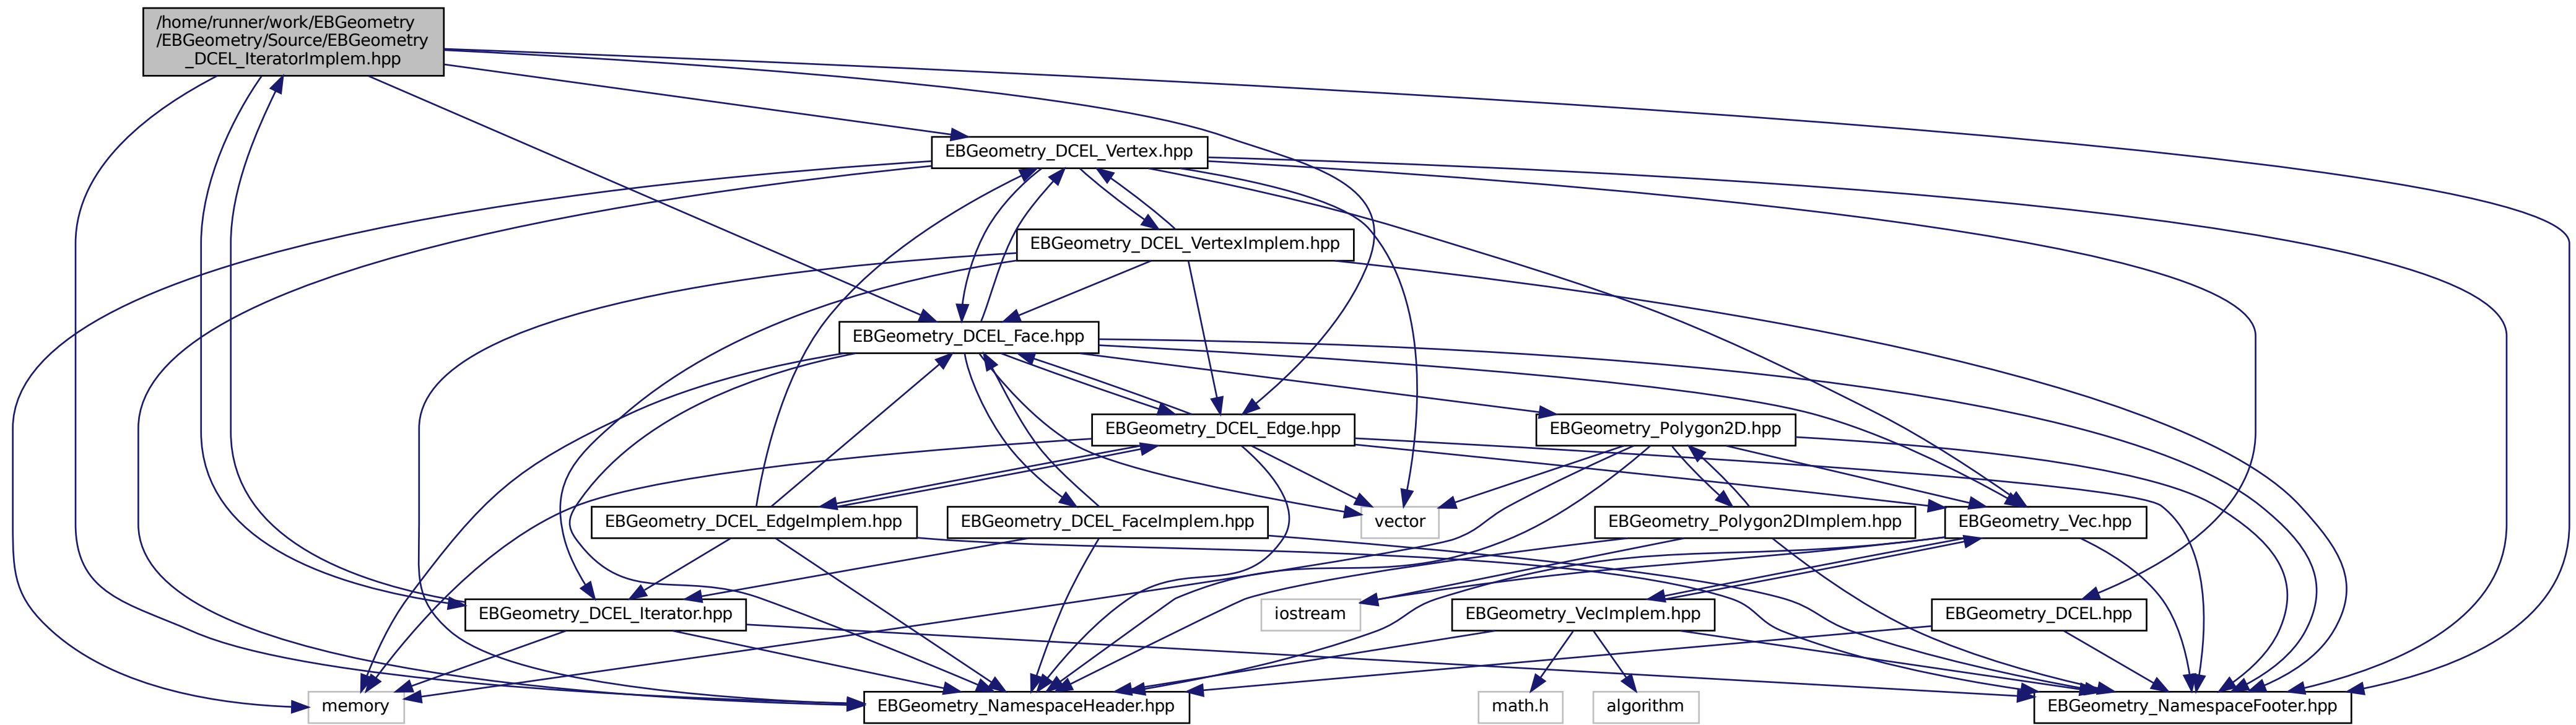 /home/runner/work/EBGeometry
/EBGeometry/Source/EBGeometry
_DCEL_IteratorImplem.hpp
EBGeometry_DCEL_Vertex.hpp
EBGeometry_DCEL_VertexImplem.hpp
EBGeometry_DCEL_Face.hpp
EBGeometry_DCEL_Edge.hpp
EBGeometry_Polygon2D.hpp
EBGeometry_DCEL_EdgeImplem.hpp
EBGeometry_DCEL_FaceImplem.hpp
vector
EBGeometry_Polygon2DImplem.hpp
EBGeometry_Vec.hpp
EBGeometry_DCEL_Iterator.hpp
iostream
EBGeometry_VecImplem.hpp
EBGeometry_DCEL.hpp
memory
EBGeometry_NamespaceHeader.hpp
math.h
algorithm
EBGeometry_NamespaceFooter.hpp